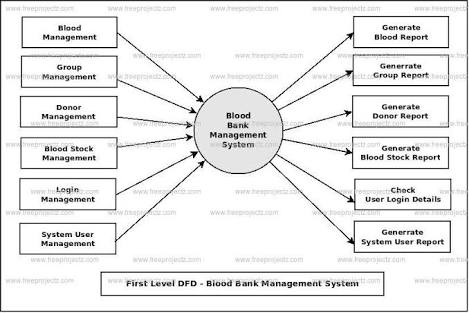 www.freeprojectz.com
Blood
Management
Group
Management
Donor
Management
Blood Stock
Management
Login
Management
System User
Management
Blood
Bank
Management
System
Generate
Blood Report
Generate
Group Report
Generate
Donor Report
Generate
Blood Stock Report
Check
User Login Details
Generrate
System User Report
First Level DFD - Biood Bank Management System